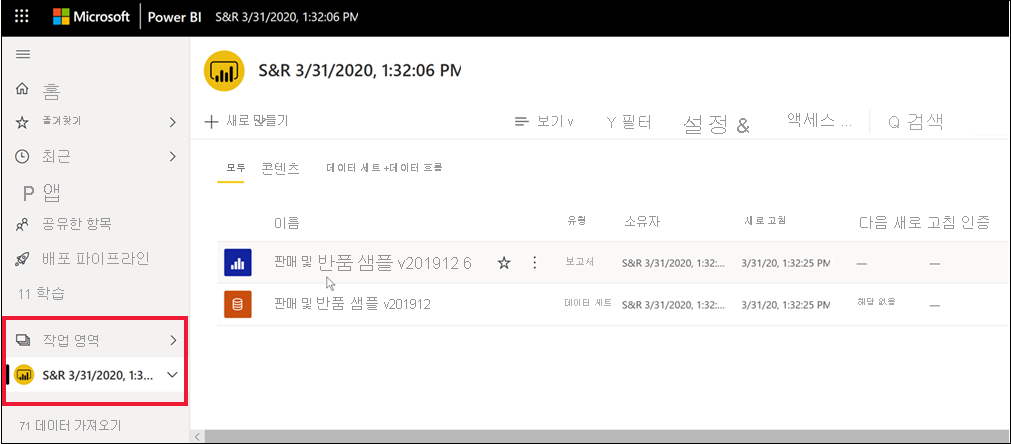 Microsoft Power BI S&R 3/31/2020, 1:32:06 PM
S&R 3/31/2020, 1:32:06 PM
홈
즐겨찾기
최근
P 앱
공유한 항목
배포 파이프라인
11 학습
작업 영역
S&R 3/31/2020, 1:3...
71 데이터 가져오기
새로 만들기 보기 v Y 필터 설정 & 액세스 ... Q 검색
모두 콘텐츠 데이터 세트 +데이터 흐름
이름 유형 소유자 새로 고침 다음 새로 고침 인증
판매 및 반품 샘플 v201912 6 보고서 S&R 3/31/20, 1:32:... 3/31/20, 1:32:25 PM — —
판매 및 반품 샘플 v201912 데이터 세트 S&R 3/31/20, 1:32:... 3/31/20, 1:32:25 PM 해당 없음 —